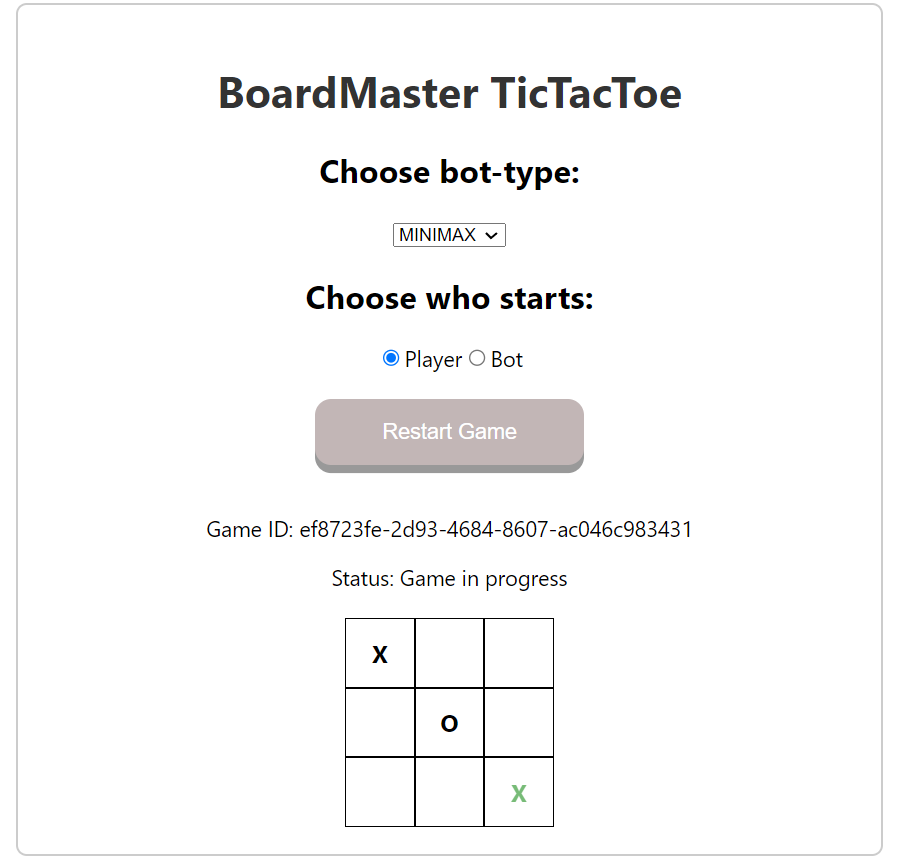 BoardMaster TicTacToe
Choose bot-type:
MINIMAX
Choose who starts:
Player Bot
Restart Game
Game ID: ef8723fe-2d93-4684-8607-ac046c983431
Status: Game in progress
X
O
X